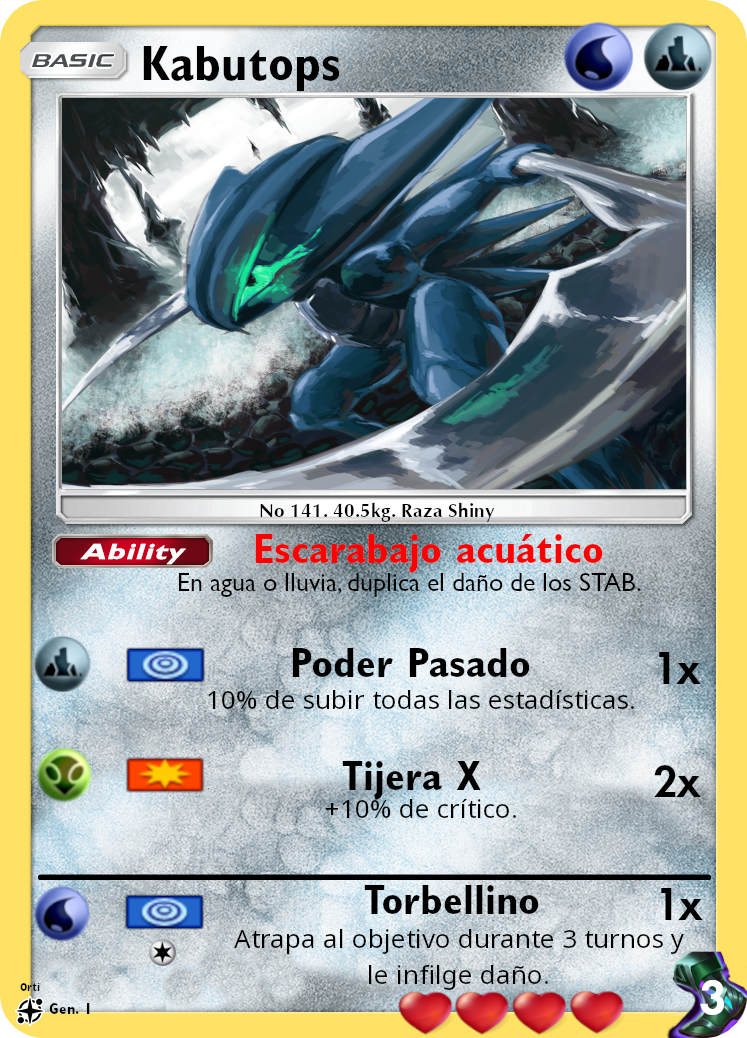 BASIC Kabutops
No 141. 40.5kg. Raza Shiny
Ability Escarabajo acuático
En agua o lluvia, duplica el daño de los STAB.
Poder Pasado 1x
10% de subir todas las estadísticas.
Tijera X 2x
+10% de crítico.
Torbellino 1x
Atrapa al objetivo durante 3 turnos y
le infilge daño.
Orti
Gen. I
3